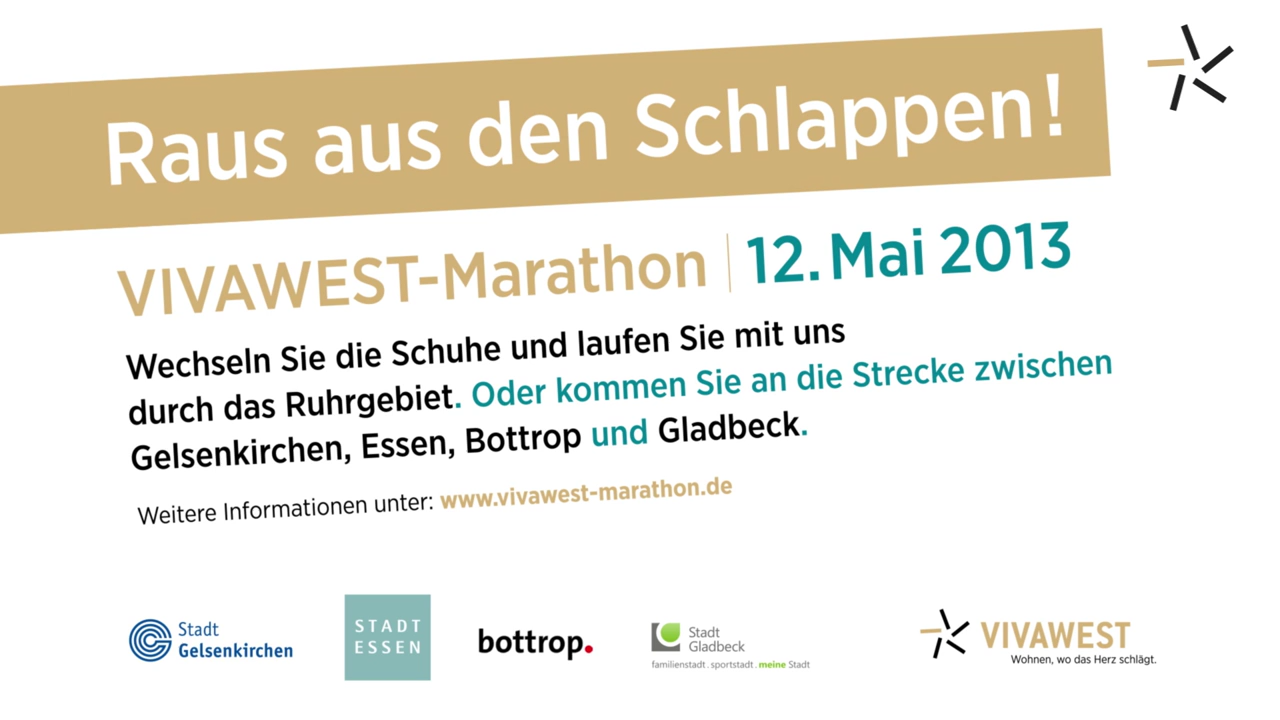 Raus aus den Schlappen!
VIVAWEST-Marathon | 12. Mai 2013
Wechseln Sie die Schuhe und laufen Sie mit uns
durch das Ruhrgebiet. Oder kommen Sie an die Strecke zwischen
Gelsenkirchen, Essen, Bottrop und Gladbeck.
Weitere Informationen unter: www.vivawest-marathon.de
Stadt
Gelsenkirchen
STADT
ESSEN
bottrop.
Stadt
Gladbeck
familienstadt . sportstadt . meine Stadt
VIVAWEST
Wohnen, wo das Herz schlägt.